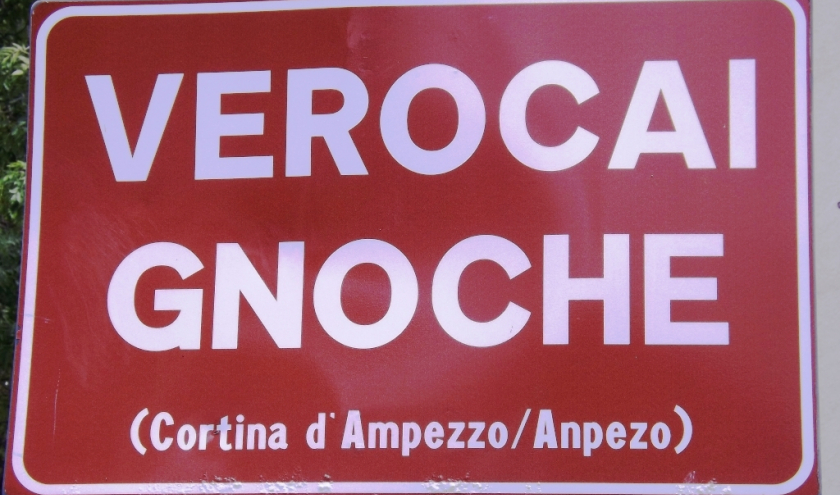 VEROCAI
GNOCHE
(Cortina d'Ampezzo/Anpezo)